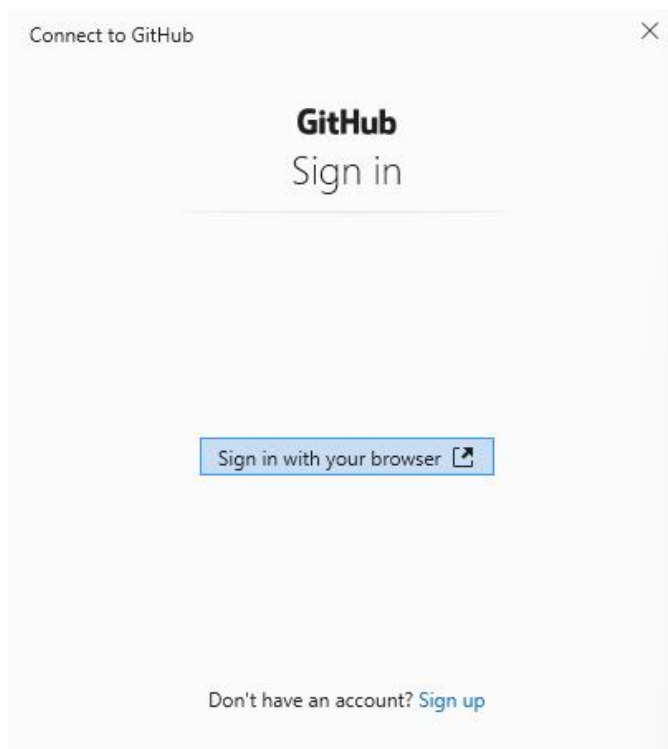 Connect to GitHub
GitHub
Sign in
Sign in with your browser
Don't have an account? Sign up